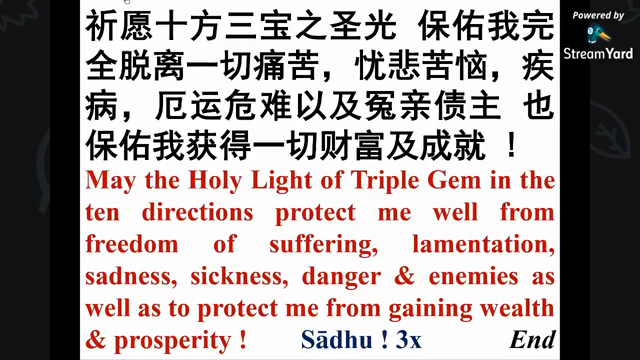 Powered by
StreamYard
祈愿十方三宝之圣光 保佑我完
全脱离一切痛苦，忧悲苦恼，疾
病，厄运危难以及冤亲债主 也
保佑我获得一切财富及成就 ！
May the Holy Light of Triple Gem in the
ten directions protect me well from
freedom of suffering, lamentation,
sadness, sickness, danger & enemies as
well as to protect me from gaining wealth
& prosperity ! Sādhu ! 3x End